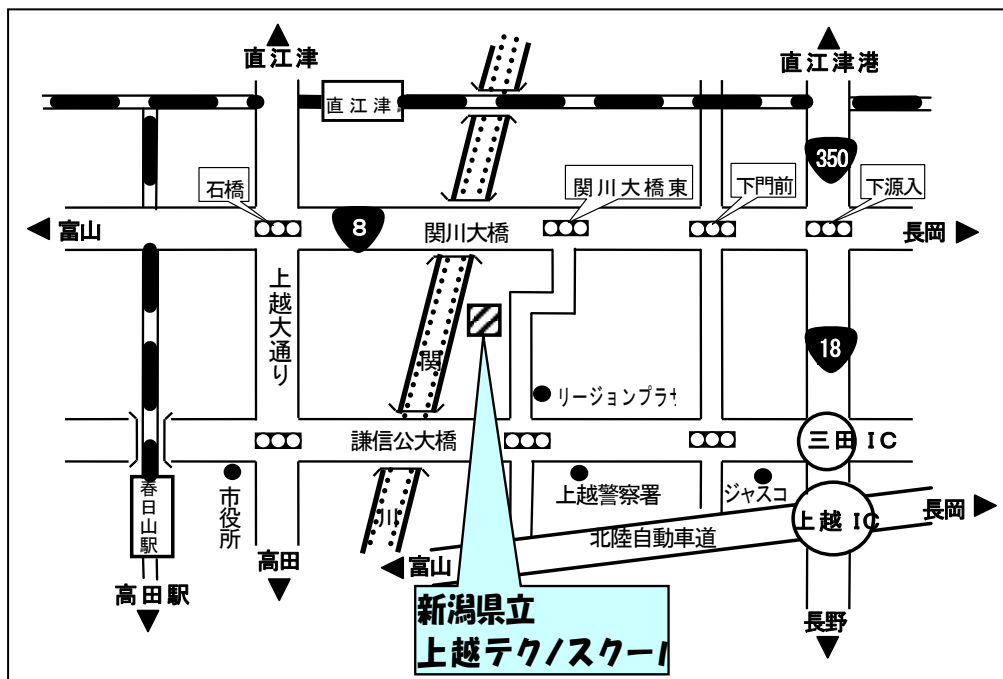 直江津
直江津港
直江津
350
石橋
関川大橋東
下門前
下源入
富山
8
関川大橋
長岡
上越大通り
関
18
リージョンプラザ
謙信公大橋
三田 IC
春日山駅
市役所
川
上越警察署
ジャスコ
上越 IC
長岡
北陸自動車道
高田
富山
高田駅
新潟県立
上越テクノスクール
長野